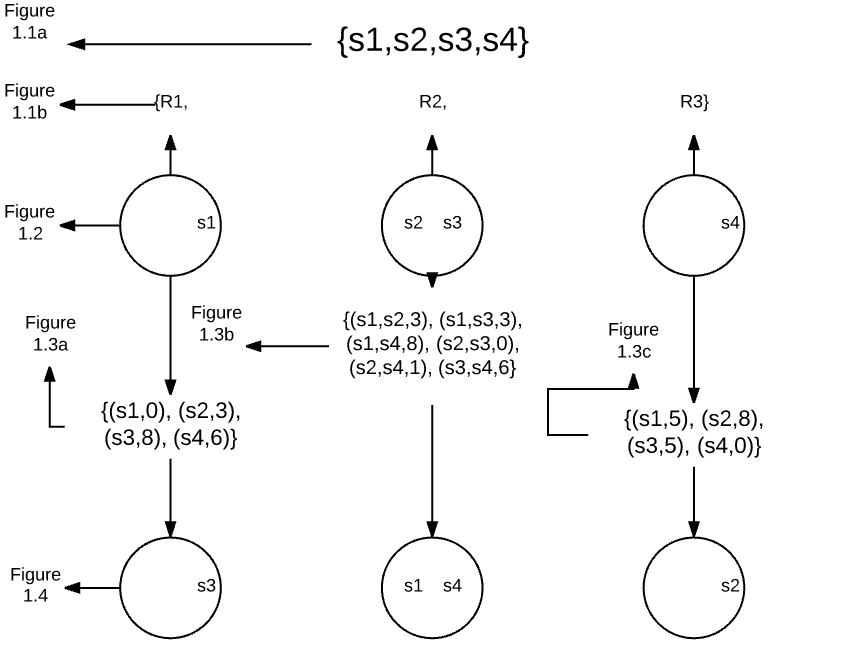 Figure
1.1a
{s1,s2,s3,s4}
Figure
1.1b
{R1,
R2,
R3}
Figure
1.2
s1
s2 s3
s4
Figure
1.3a
Figure
1.3b
{(s1,s2,3), (s1,s3,3),
(s1,s4,8), (s2,s3,0),
(s2,s4,1), (s3,s4,6}
Figure
1.3c
{(s1,0), (s2,3),
(s3,8), (s4,6)}
{(s1,5), (s2,8),
(s3,5), (s4,0)}
Figure
1.4
s3
s1 s4
s2